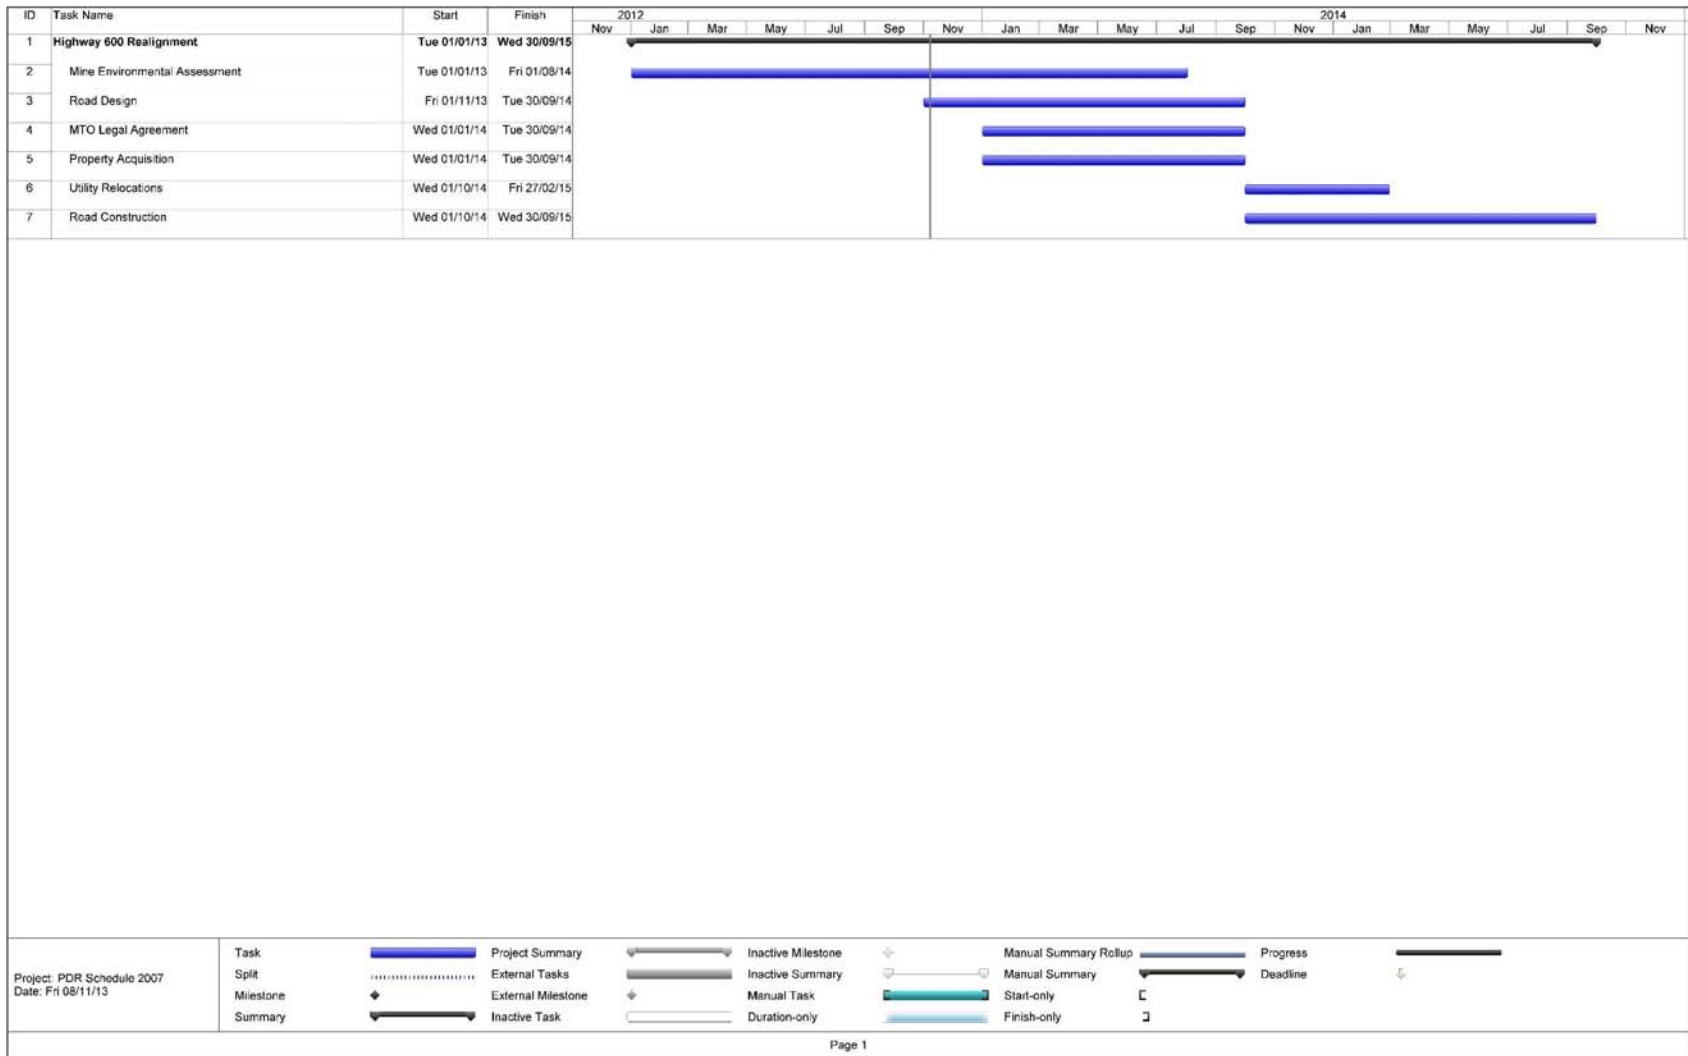 ID Task Name Start Finish 2012 2014
Nov Jan Mar May Jul Sep Nov Jan Mar May Jul Sep Nov Jan Mar May Jul Sep Nov
1 Highway 600 Realignment Tue 01/01/13 Wed 30/09/15
2 Mine Environmental Assessment Tue 01/01/13 Fri 01/08/14
3 Road Design Fri 01/11/13 Tue 30/09/14
4 MTO Legal Agreement Wed 01/01/14 Tue 30/09/14
5 Property Acquisition Wed 01/01/14 Tue 30/09/14
6 Utility Relocations Wed 01/10/14 Fri 27/02/15
7 Road Construction Wed 01/10/14 Wed 30/09/15
Project: PDR Schedule 2007
Date: Fri 08/11/13
Task Project Summary Inactive Milestone Manual Summary Rollup Progress
Split External Tasks Inactive Summary Manual Summary Deadline
Milestone External Milestone Manual Task Start-only
Summary Inactive Task Duration-only Finish-only
Page 1